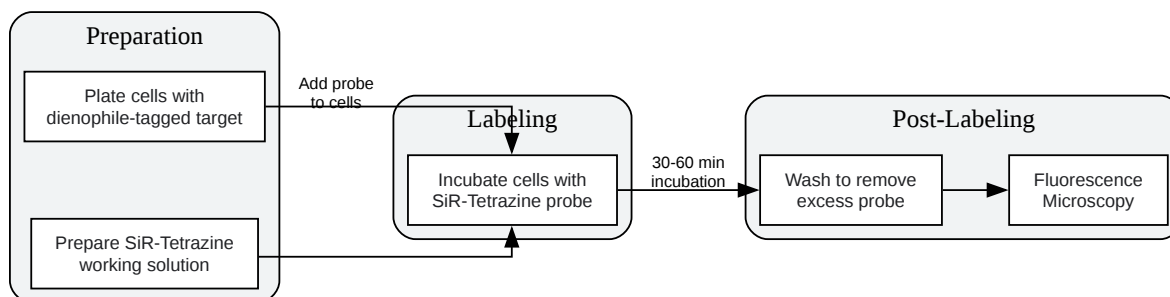 Preparation
Plate cells with
dienophile-tagged target
Prepare SiR-Tetrazine
working solution
Add probe
to cells
Labeling
Incubate cells with
SiR-Tetrazine probe
30-60 min
incubation
Post-Labeling
Wash to remove
excess probe
Fluorescence
Microscopy